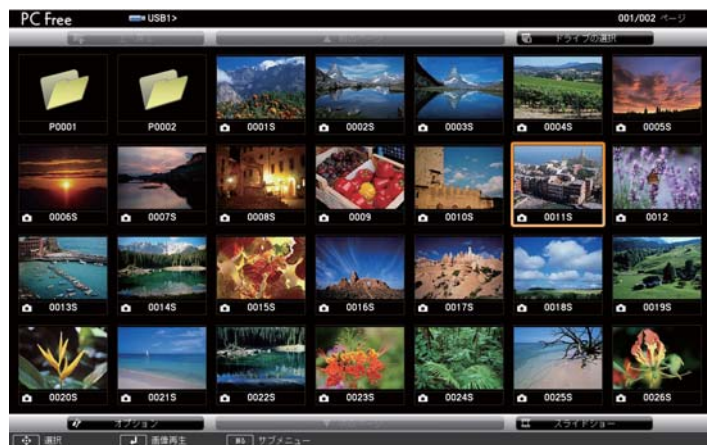 PC Free USB1> 001/002 ページ
ドライブの選択
P0001 P0002 0001S 0002S 0003S 0004S 0005S
0006S 0007S 0008S 0009 0010S 0011S 0012
0013S 0014S 0015S 0016S 0017S 0018S 0019S
0020S 0021S 0022S 0023S 0024S 0025S 0026S
オプション スライドショー
選択 画像再生 サブメニュー